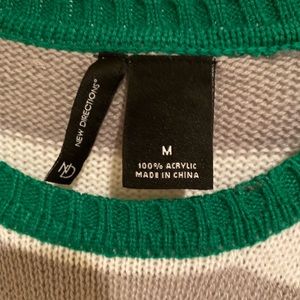 NEW DIRECTIONS®
ND
M
100% ACRYLIC
MADE IN CHINA